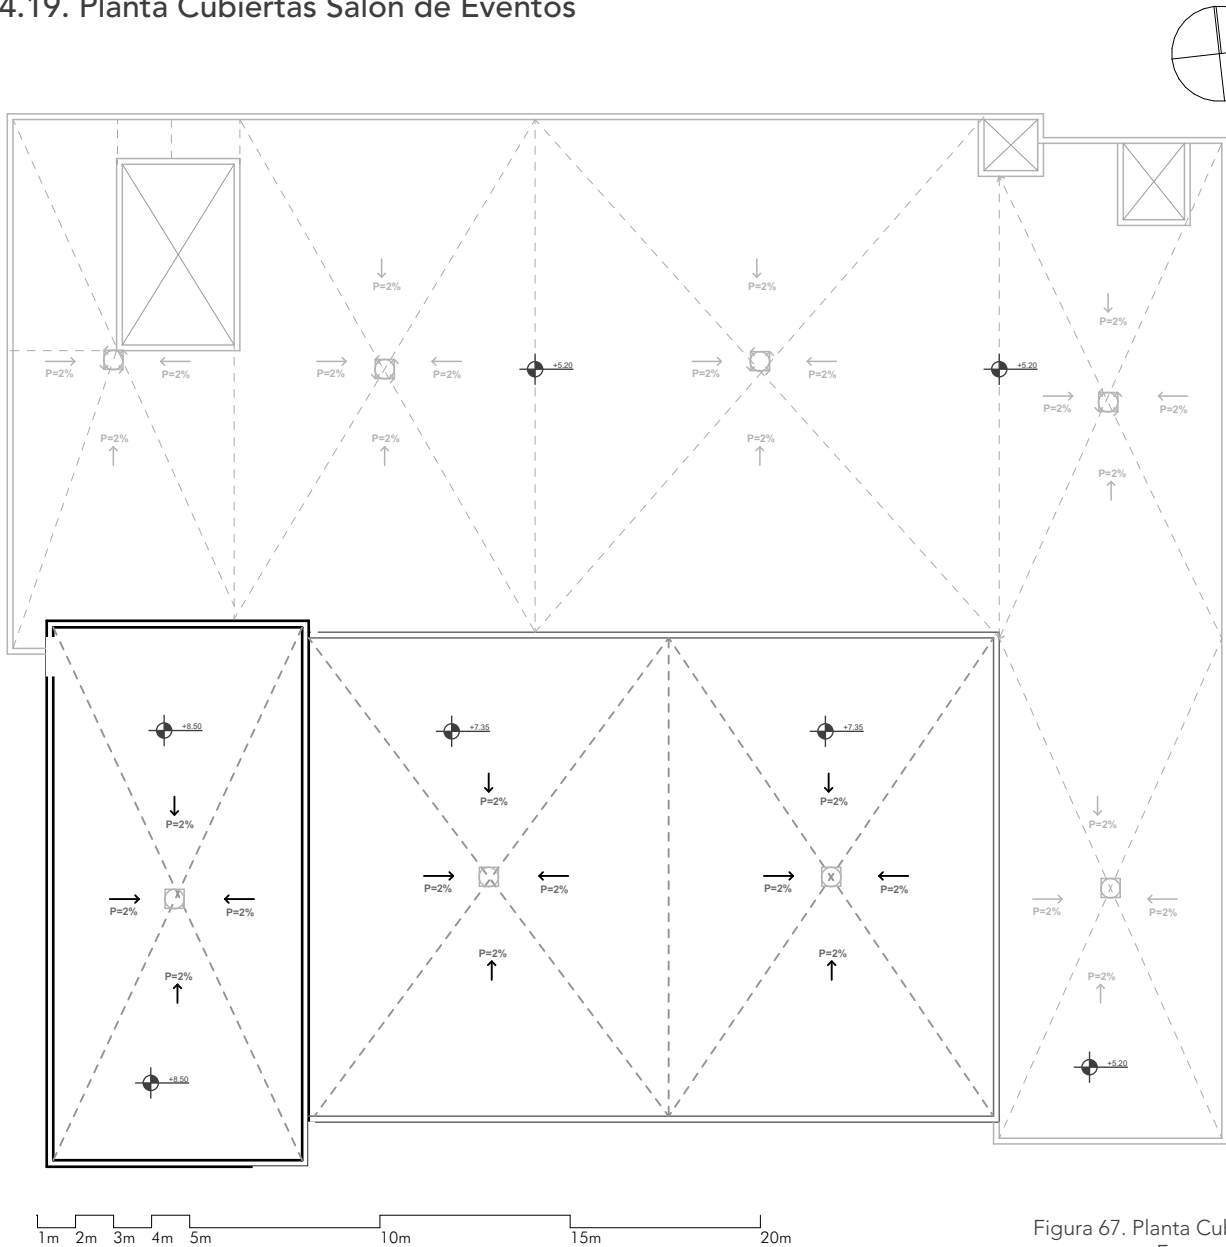 4.19. Planta Cubiertas Salón de Eventos
P=2%
P=2%
P=2%
+5.20
+5.20
P=2% P=2% P=2% P=2% P=2% P=2%
P=2% P=2%
P=2% P=2% P=2%
P=2%
+8.50 +7.35 +7.35
P=2% P=2%
P=2% P=2%
P=2% P=2% P=2% P=2%
P=2% P=2% P=2% P=2%
P=2% P=2%
P=2% P=2% P=2%
+5.20
+8.50
1m 2m 3m 4m 5m 10m 15m 20m
Figura 67. Planta